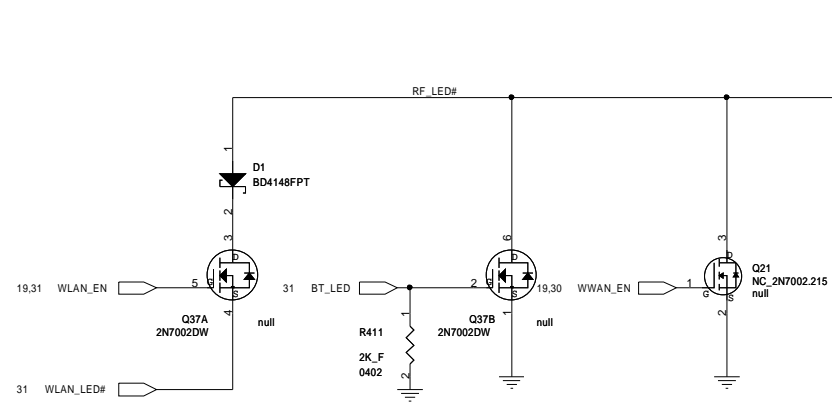 RF_LED#
1
D1
BD4148FPT
2
3
D
19,31 WLAN_EN
5
G
S
4
Q37A
2N7002DW
null
31 WLAN_LED#
31 BT_LED
2
6
D
G
S
1
Q37B
2N7002DW
null
R411
2K_F
0402
1
2
19,30 WWAN_EN
1
3
D
G
S
2
Q21
NC_2N7002.215
null